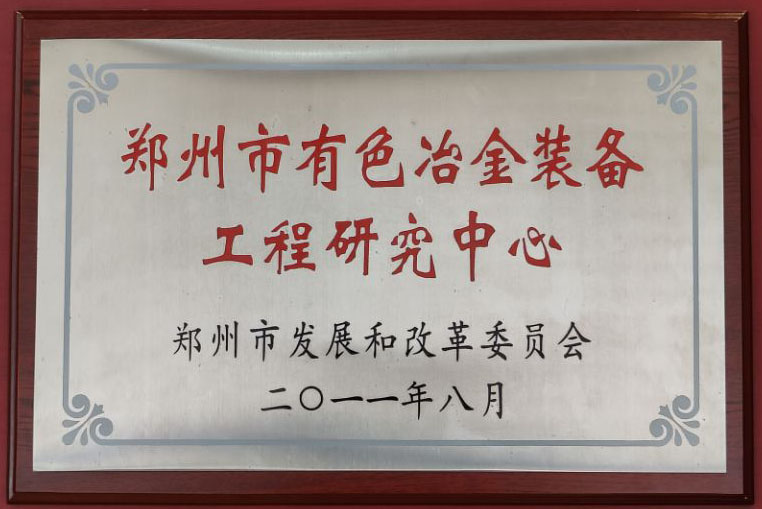 郑州市有色冶金装备
工程研究中心
郑州市发展和改革委员会
二〇一一年八月